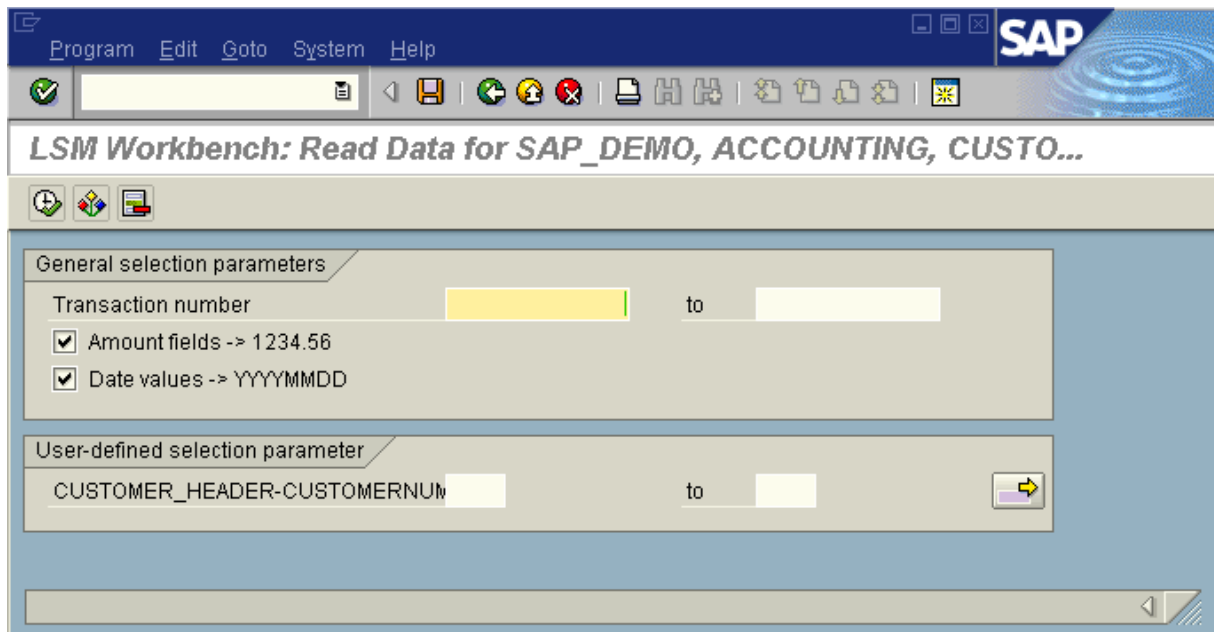 Program Edit Goto System Help
SAP
LSM Workbench: Read Data for SAP_DEMO, ACCOUNTING, CUSTO...
General selection parameters
Transaction number to
Amount fields -> 1234.56
Date values -> YYYYMMDD
User-defined selection parameter
CUSTOMER_HEADER-CUSTOMERNUM to